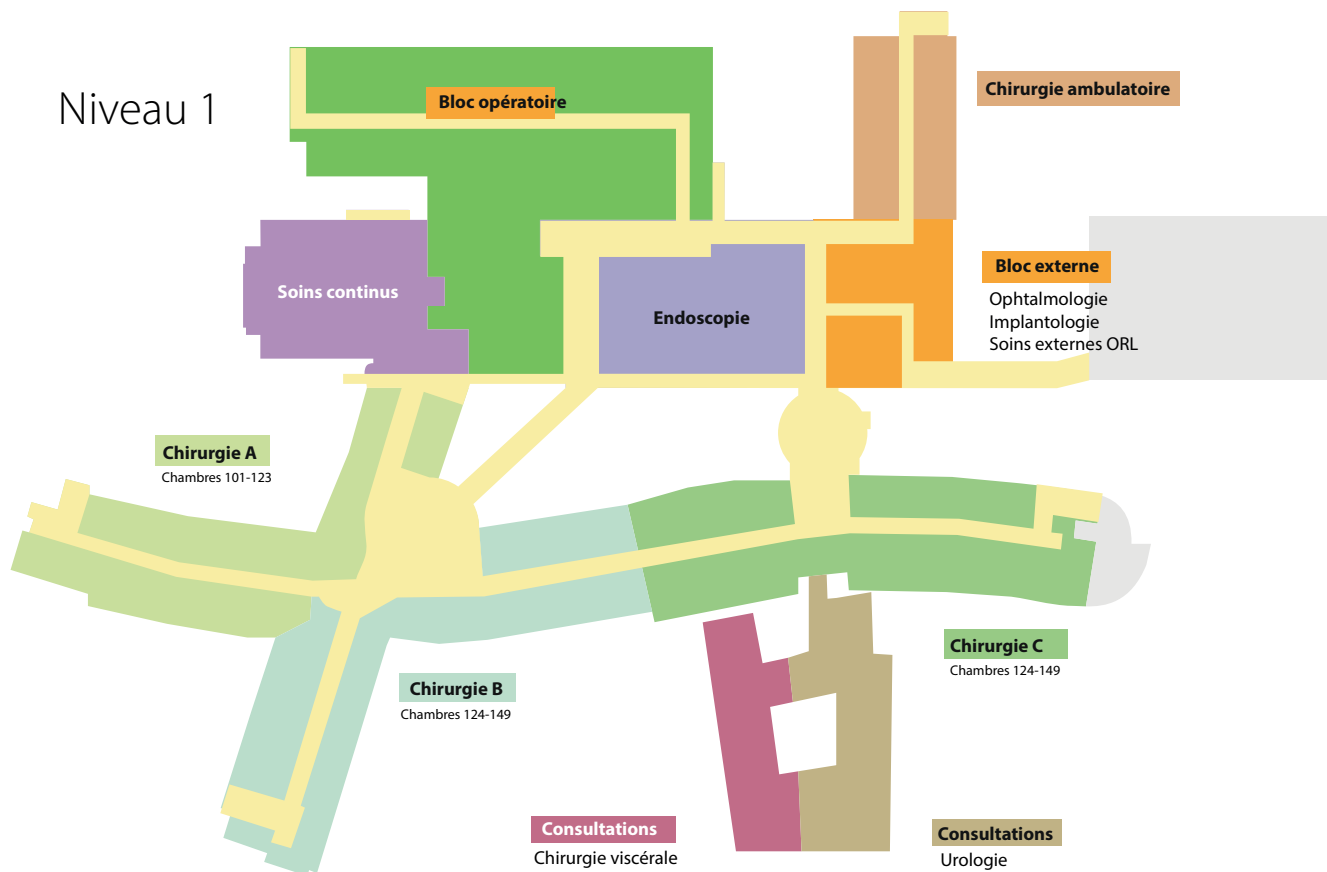 Niveau 1
Bloc opératoire
Chirurgie ambulatoire
Bloc externe
Ophtalmologie
Implantologie
Soins externes ORL
Soins continus
Endoscopie
Chirurgie A
Chambres 101-123
Chirurgie B
Chambres 124-149
Chirurgie C
Chambres 124-149
Consultations
Chirurgie viscérale
Consultations
Urologie